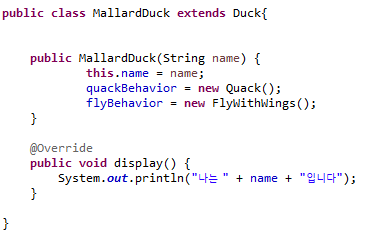 public class MallardDuck extends Duck{
public MallardDuck(String name) {
this.name = name;
quackBehavior = new Quack();
flyBehavior = new FlyWithWings();
}
@Override
public void display() {
System.out.println("나는 " + name + "입니다");
}
}